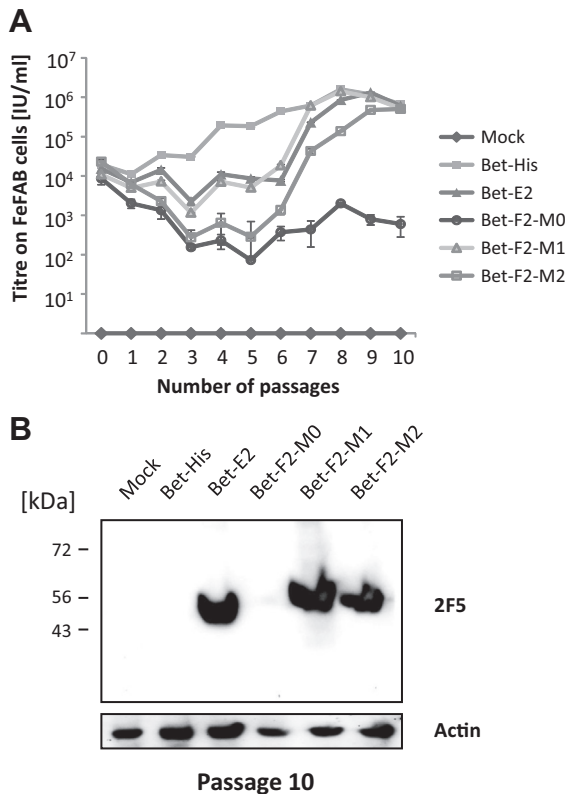 A
Titre on FeFAB cells [IU/ml]
10⁷
10⁶
10⁵
10⁴
10³
10²
10¹
0 1 2 3 4 5 6 7 8 9 10
Number of passages
Mock
Bet-His
Bet-E2
Bet-F2-M0
Bet-F2-M1
Bet-F2-M2
B
[kDa]
Mock
Bet-His
Bet-E2
Bet-F2-M0
Bet-F2-M1
Bet-F2-M2
72
56
43
2F5
Actin
Passage 10